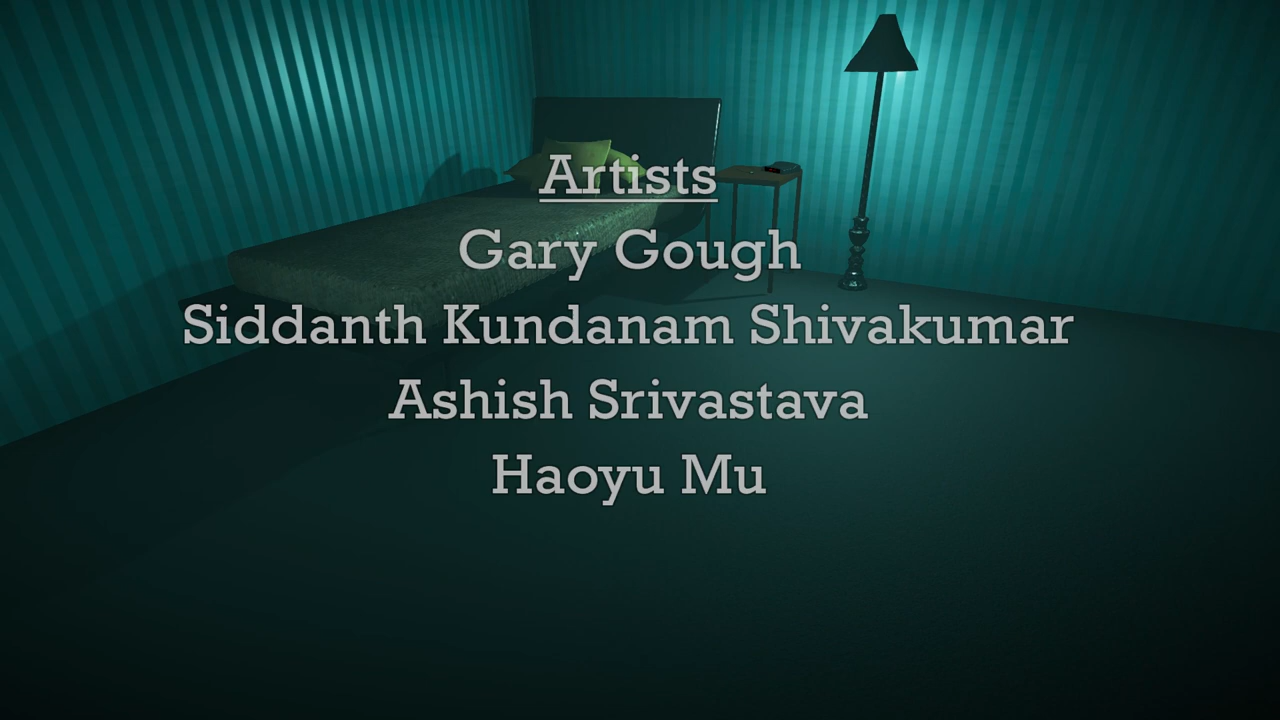 Artists
Gary Gough
Siddanth Kundanam Shivakumar
Ashish Srivastava
Haoyu Mu